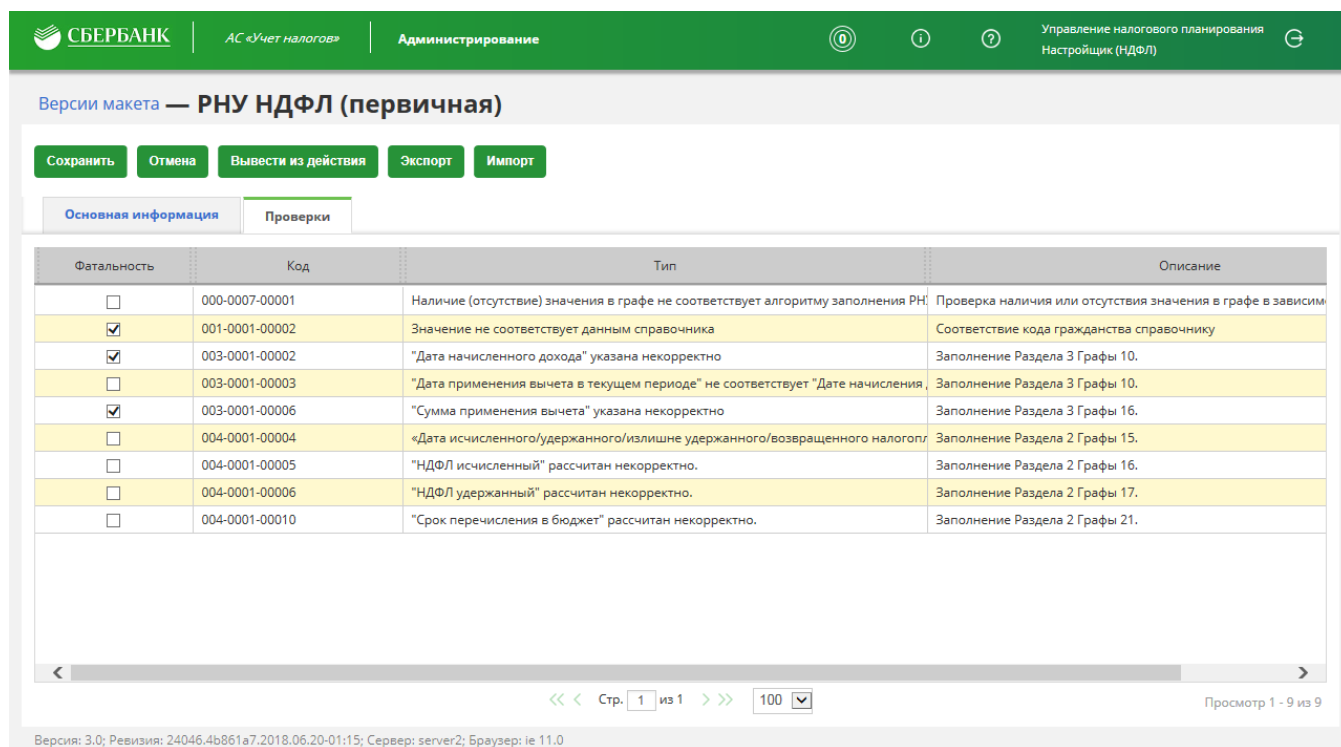 СБЕРБАНК АС «Учет налогов» Администрирование 0 i ? Управление налогового планирования
Настройщик (НДФЛ)
Версии макета — РНУ НДФЛ (первичная)
Сохранить Отмена Вывести из действия Экспорт Импорт
Основная информация Проверки
Фатальность Код Тип Описание
000-0007-00001 Наличие (отсутствие) значения в графе не соответствует алгоритму заполнения Проверка наличия или отсутствия значения в графе в
001-0001-00002 Значение не соответствует данным справочника Соответствие кода гражданства справочнику
003-0001-00002 "Дата начисленного дохода" указана некорректно Заполнение Раздела 3 Графы 10.
003-0001-00003 "Дата применения вычета в текущем периоде" не соответствует "Дате начисления Заполнение Раздела 3 Графы 10.
003-0001-00006 "Сумма применения вычета" указана некорректно Заполнение Раздела 3 Графы 16.
004-0001-00004 «Дата исчисленного/удержанного/излишне удержанного/возвращенного Заполнение Раздела 2 Графы 15.
004-0001-00005 "НДФЛ исчисленный" рассчитан некорректно. Заполнение Раздела 2 Графы 16.
004-0001-00006 "НДФЛ удержанный" рассчитан некорректно. Заполнение Раздела 2 Графы 17.
004-0001-00010 "Срок перечисления в бюджет" рассчитан некорректно. Заполнение Раздела 2 Графы 21.
Стр. 1 из 1 100 Просмотр 1 - 9 из 9
Версия: 3.0; Ревизия: 24046.4b861a7.2018.06.20-01:15; Сервер: server2; Браузер: ie 11.0